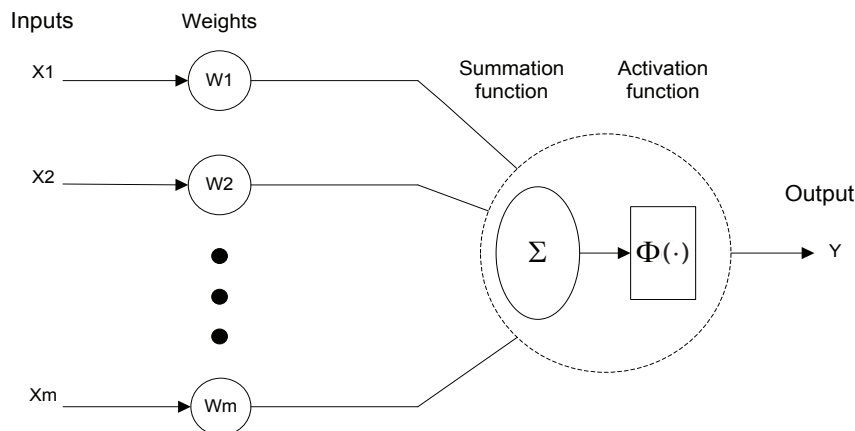 Inputs
Weights
X1
W1
Summation
function
Activation
function
X2
W2
Output
Σ
Φ(·)
Y
Xm
Wm